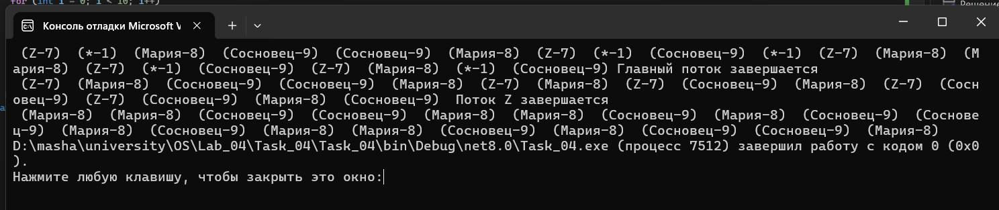 for (int i = 0; i < 10; i++)
Решение
Консоль отладки Microsoft V
(Z-7) (*-1) (Мария-8) (Сосновец-9) (Сосновец-9) (Мария-8) (Z-7) (*-1) (Сосновец-9) (*-1) (Z-7) (Мария-8) (М
ария-8) (Z-7) (*-1) (Сосновец-9) (Z-7) (Мария-8) (*-1) (Сосновец-9) Главный поток завершается
(Z-7) (Мария-8) (Сосновец-9) (Сосновец-9) (Мария-8) (Z-7) (Мария-8) (Z-7) (Сосновец-9) (Мария-8) (Z-7) (Сосн
овец-9) (Z-7) (Сосновец-9) (Мария-8) (Сосновец-9) Поток Z завершается
(Мария-8) (Мария-8) (Сосновец-9) (Сосновец-9) (Мария-8) (Мария-8) (Сосновец-9) (Мария-8) (Сосновец-9) (Соснове
ц-9) (Мария-8) (Сосновец-9) (Мария-8) (Мария-8) (Сосновец-9) (Мария-8) (Сосновец-9) (Сосновец-9) (Мария-8)
D:\masha\university\OS\Lab_04\Task_04\Task_04\bin\Debug\net8.0\Task_04.exe (процесс 7512) завершил работу с кодом 0 (0x0
).
Нажмите любую клавишу, чтобы закрыть это окно: